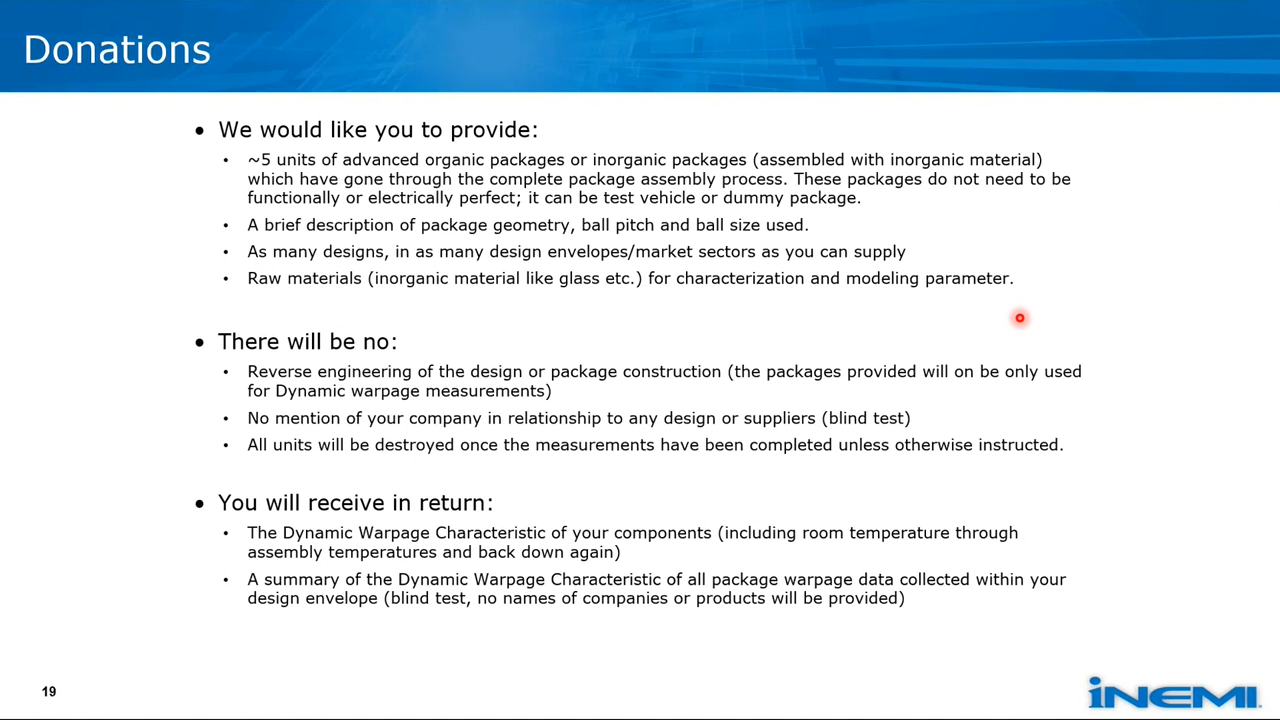 Donations
• We would like you to provide:
• ~5 units of advanced organic packages or inorganic packages (assembled with inorganic material)
which have gone through the complete package assembly process. These packages do not need to be
functionally or electrically perfect; it can be test vehicle or dummy package.
• A brief description of package geometry, ball pitch and ball size used.
• As many designs, in as many design envelopes/market sectors as you can supply
• Raw materials (inorganic material like glass etc.) for characterization and modeling parameter.
• There will be no:
• Reverse engineering of the design or package construction (the packages provided will on be only used
for Dynamic warpage measurements)
• No mention of your company in relationship to any design or suppliers (blind test)
• All units will be destroyed once the measurements have been completed unless otherwise instructed.
• You will receive in return:
• The Dynamic Warpage Characteristic of your components (including room temperature through
assembly temperatures and back down again)
• A summary of the Dynamic Warpage Characteristic of all package warpage data collected within your
design envelope (blind test, no names of companies or products will be provided)
19
iNEMI.